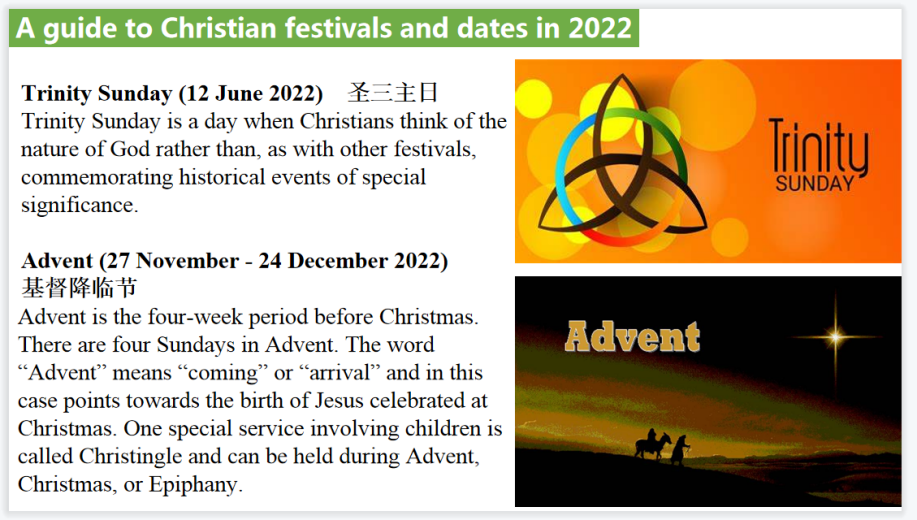 A guide to Christian festivals and dates in 2022
Trinity Sunday (12 June 2022) 圣三主日
Trinity Sunday is a day when Christians think of the
nature of God rather than, as with other festivals,
commemorating historical events of special
significance.
Trinity
SUNDAY
Advent (27 November - 24 December 2022)
基督降临节
Advent is the four-week period before Christmas.
There are four Sundays in Advent. The word
“Advent” means “coming” or “arrival” and in this
case points towards the birth of Jesus celebrated at
Christmas. One special service involving children is
called Christingle and can be held during Advent,
Christmas, or Epiphany.
Advent